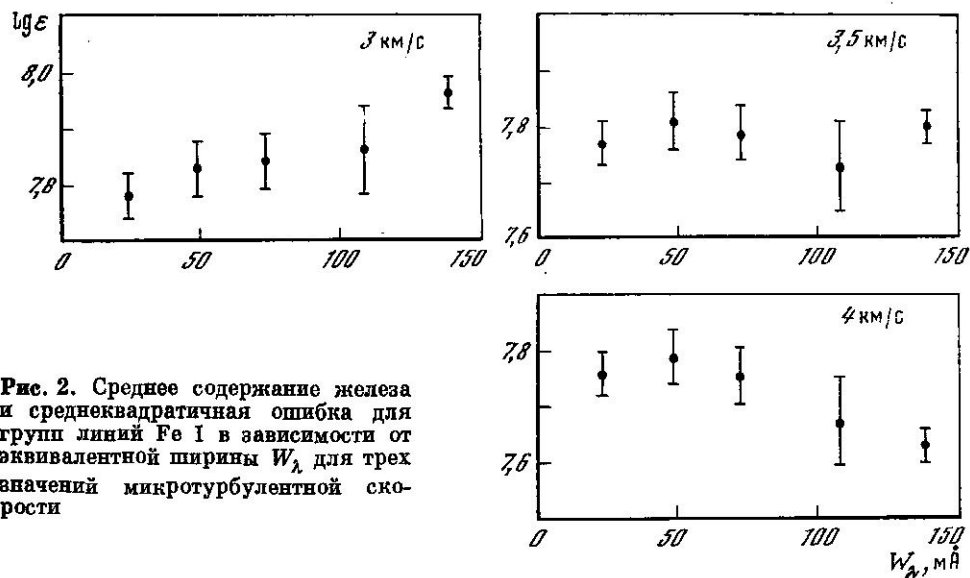 lg ε
3 км/с
8,0
7,8
0 50 100 150
3,5 км/с
7,8
7,6
0 50 100 150
4 км/с
7,8
7,6
0 50 100 150
W_λ, мÅ
Рис. 2. Среднее содержание железа
и среднеквадратичная ошибка для
групп линий Fe I в зависимости от
эквивалентной ширины W_λ для трех
значений микротурбулентной ско-
рости